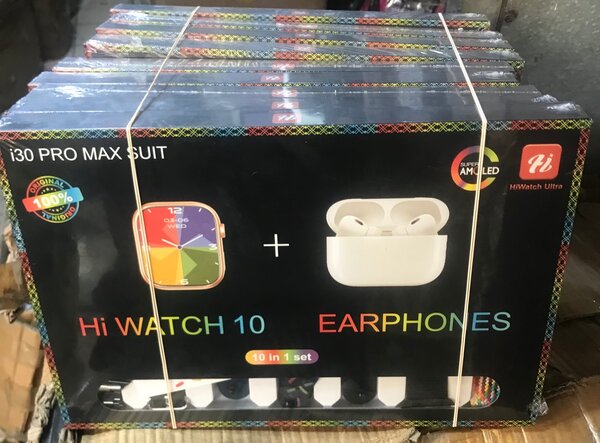 i30 PRO MAX SUIT
ORIGINAL
100%
ORIGINAL
SUPER
AMOLED
Hi
HiWatch Ultra
12
03-06
WED
6
+
Hi WATCH 10
EARPHONES
10 in 1 set